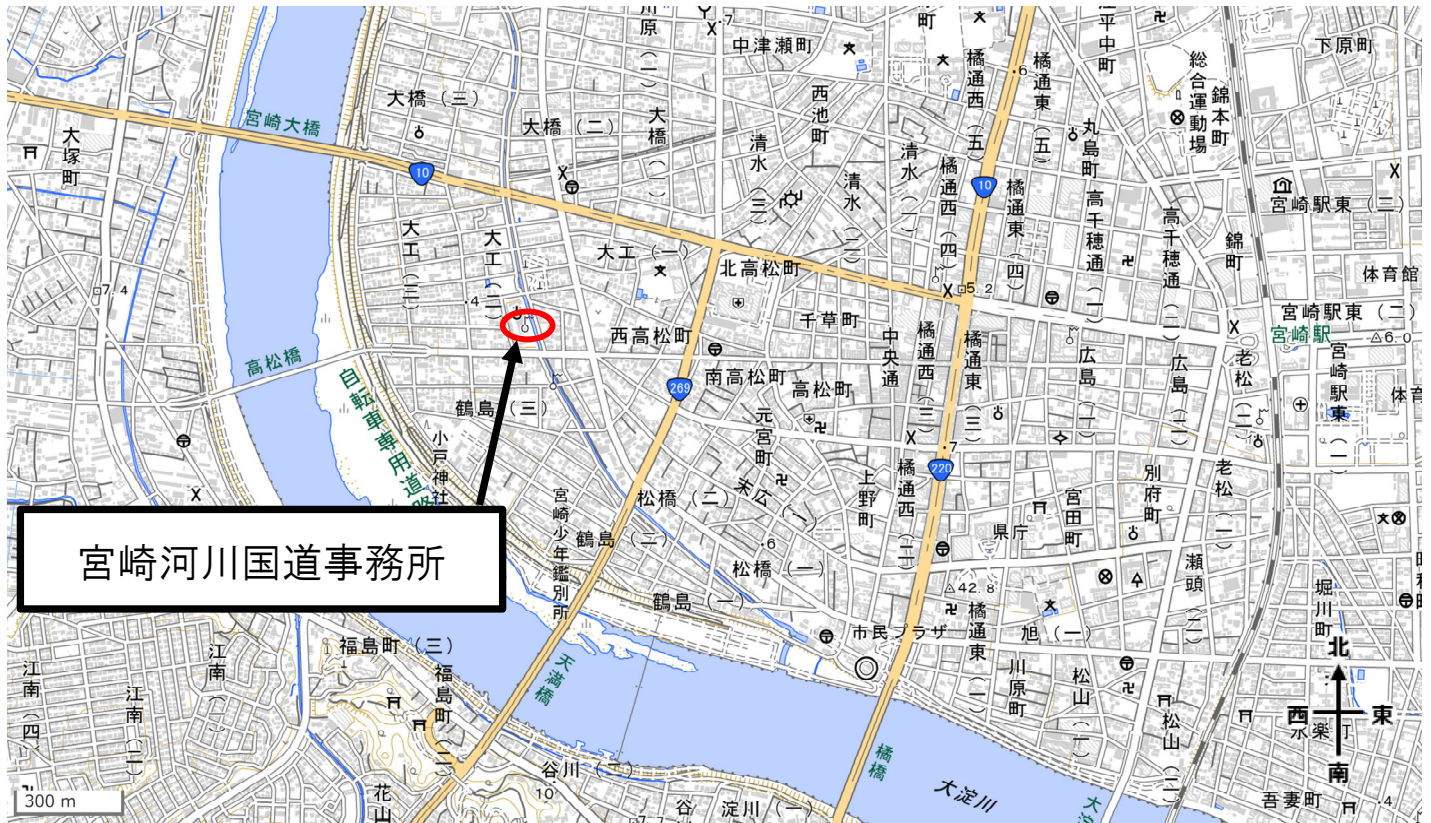 中津瀬町
下原町
橘通西(五)
橘通東(五)
総合運動場
錦本町
丸島町
西池町
大橋(三)
大橋(二)
大橋(一)
宮崎大橋
大塚町
清水(三)
清水(二)
清水(一)
10
10
橘通西(四)
橘通東(四)
高千穂通(一)
高千穂通(二)
宮崎駅東(三)
錦町
体育館
大工(三)
大工(二)
大工(一)
北高松町
7.4
5.2
千草町
宮崎駅東(二)
宮崎駅
6.0
西高松町
高松橋
中央通
橘通西(三)
橘通東(三)
広島(一)
広島(二)
老松(二)
宮崎駅東(一)
南高松町
高松町
269
鶴島(三)
自転車専用道路
小戸神社
元宮町
末広(一)
上野町
220
橘通西(二)
宮田町
別府町
老松(一)
県庁
松橋(二)
宮崎少年鑑別所
鶴島(二)
松橋(一)
宮崎河川国道事務所
瀬頭(二)
堀川町
42.8
鶴島(一)
市民プラザ
橘通東(一)
旭(一)
川原町
松山(一)
松山(二)
福島町(三)
福島町(二)
江南(四)
江南(二)
江南(三)
天満橋
橘橋
大淀川
谷川(一)
淀川(一)
花山
吾妻町
北
西
東
南
300 m